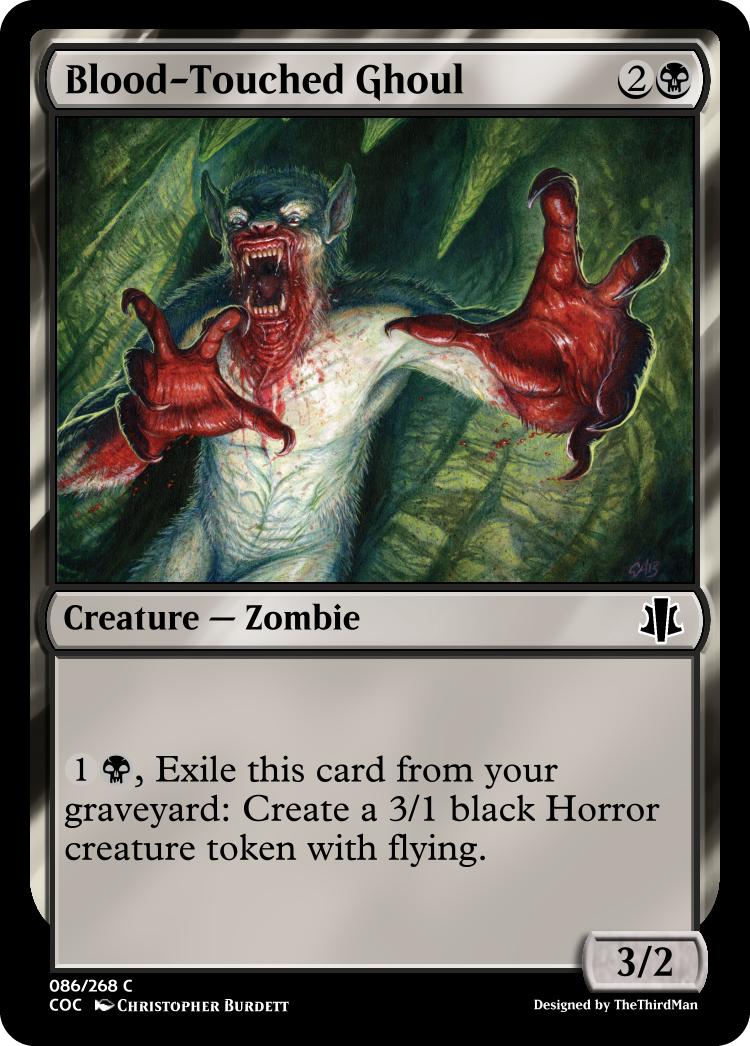 Blood-Touched Ghoul 2
Creature — Zombie
1 , Exile this card from your
graveyard: Create a 3/1 black Horror
creature token with flying.
3/2
086/268 C
COC Christopher Burdett
Designed by TheThirdMan